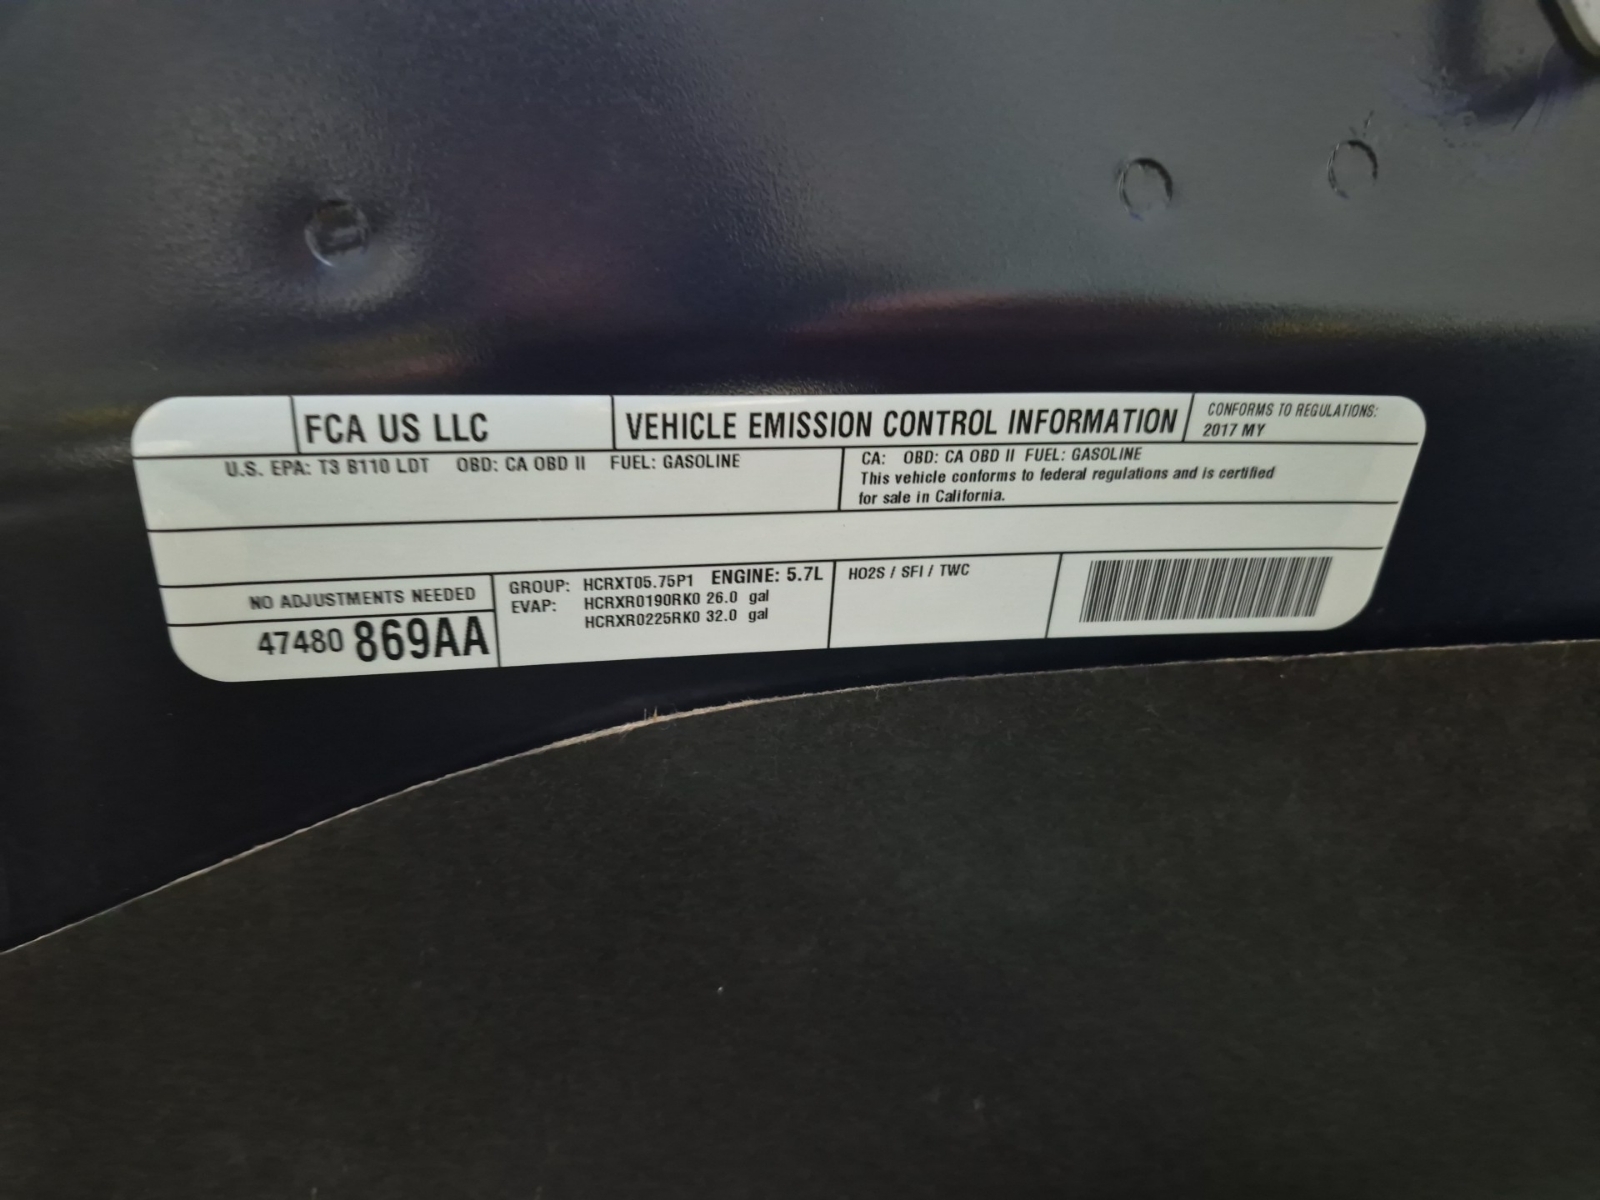 FCA US LLC
VEHICLE EMISSION CONTROL INFORMATION
CONFORMS TO REGULATIONS:
2017 MY
U.S. EPA: T3 B110 LDT OBD: CA OBD II FUEL: GASOLINE
CA: OBD: CA OBD II FUEL: GASOLINE
This vehicle conforms to federal regulations and is certified
for sale in California.
NO ADJUSTMENTS NEEDED
47480 869AA
GROUP: HCRXT05.75P1 ENGINE: 5.7L
EVAP: HCRXR0190RK0 26.0 gal
HCRXR0225RK0 32.0 gal
HO2S / SFI / TWC